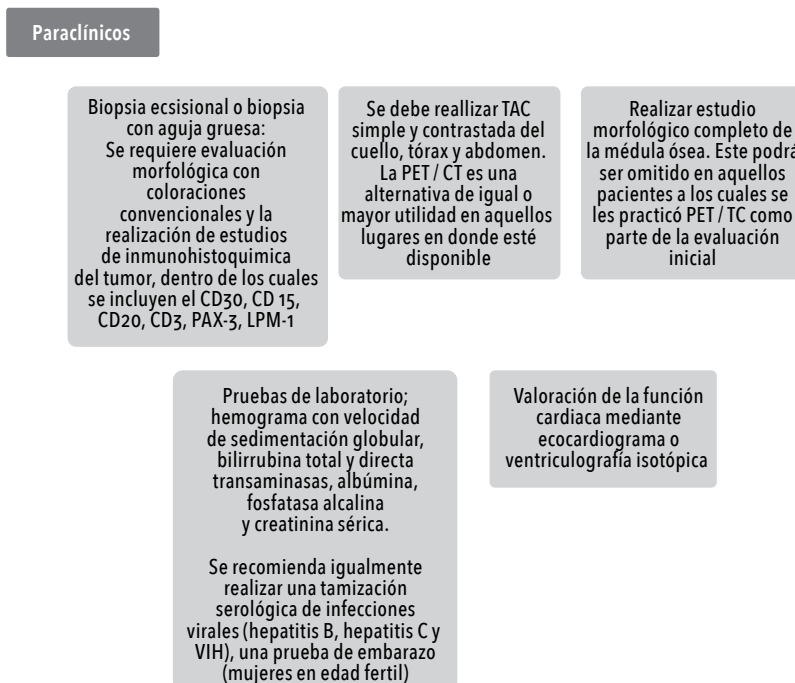 Paraclínicos
Biopsia ecsisional o biopsia
con aguja gruesa:
Se requiere evaluación
morfológica con
coloraciones
convencionales y la
realización de estudios
de inmunohistoquimica
del tumor, dentro de los cuales
se incluyen el CD30, CD 15,
CD20, CD3, PAX-3, LPM-1
Se debe reallizar TAC
simple y contrastada del
cuello, tórax y abdomen.
La PET / CT es una
alternativa de igual o
mayor utilidad en aquellos
lugares en donde esté
disponible
Realizar estudio
morfológico completo de
la médula ósea. Este podrá
ser omitido en aquellos
pacientes a los cuales se
les practicó PET / TC como
parte de la evaluación
inicial
Pruebas de laboratorio;
hemograma con velocidad
de sedimentación globular,
bilirrubina total y directa
transaminasas, albúmina,
fosfatasa alcalina
y creatinina sérica.
Se recomienda igualmente
realizar una tamización
serológica de infecciones
virales (hepatitis B, hepatitis C y
VIH), una prueba de embarazo
(mujeres en edad fertil)
Valoración de la función
cardiaca mediante
ecocardiograma o
ventriculografía isotópica